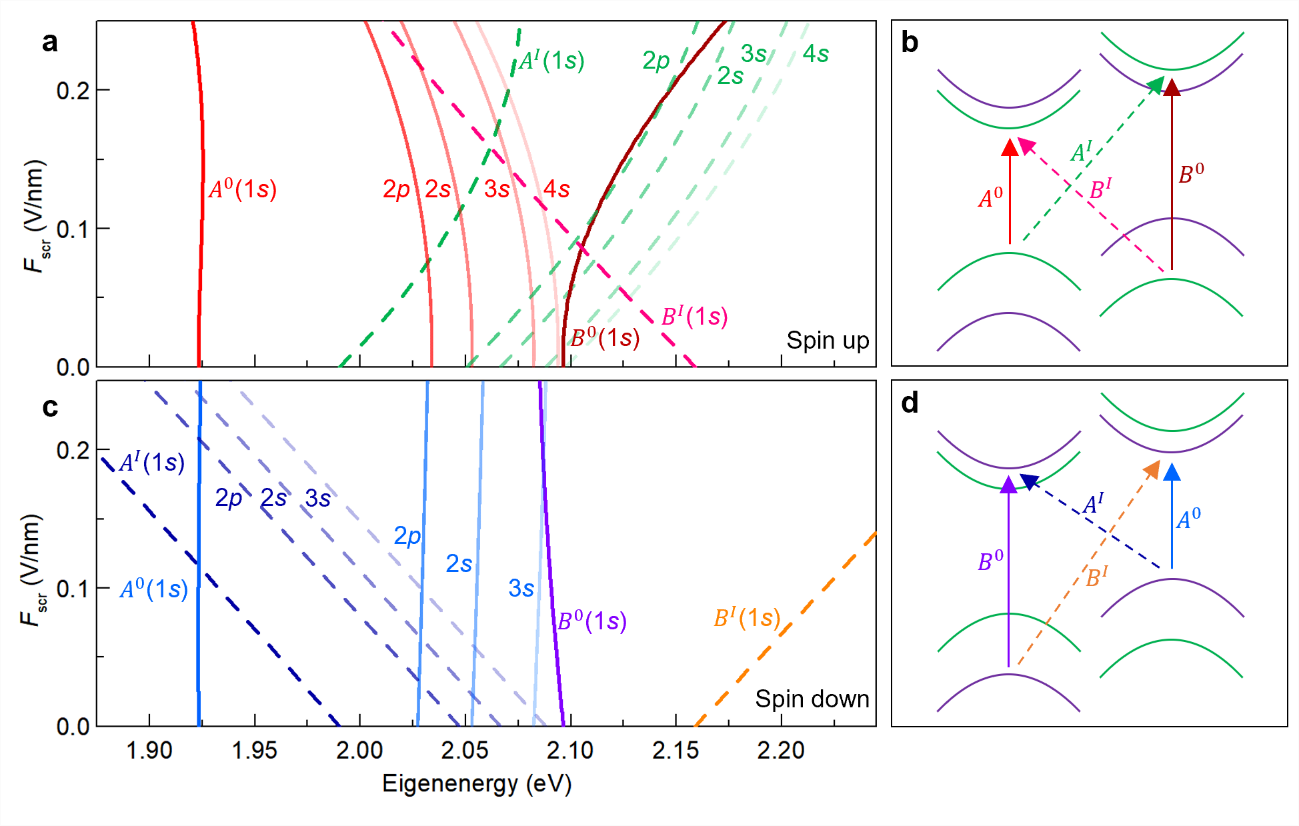 a
A^I(1s)
2p
2s
3s
4s
0.2
A^0(1s)
2p
2s
3s
4s
0.1
B^I(1s)
B^0(1s)
Spin up
0.0
F_scr (V/nm)
b
A^I
A^0
B^I
B^0
c
0.2
A^I(1s)
2p
2s
3s
2p
2s
0.1
A^0(1s)
3s
B^0(1s)
B^I(1s)
Spin down
0.0
F_scr (V/nm)
1.90 1.95 2.00 2.05 2.10 2.15 2.20
Eigenenergy (eV)
d
A^I
A^0
B^0
B^I